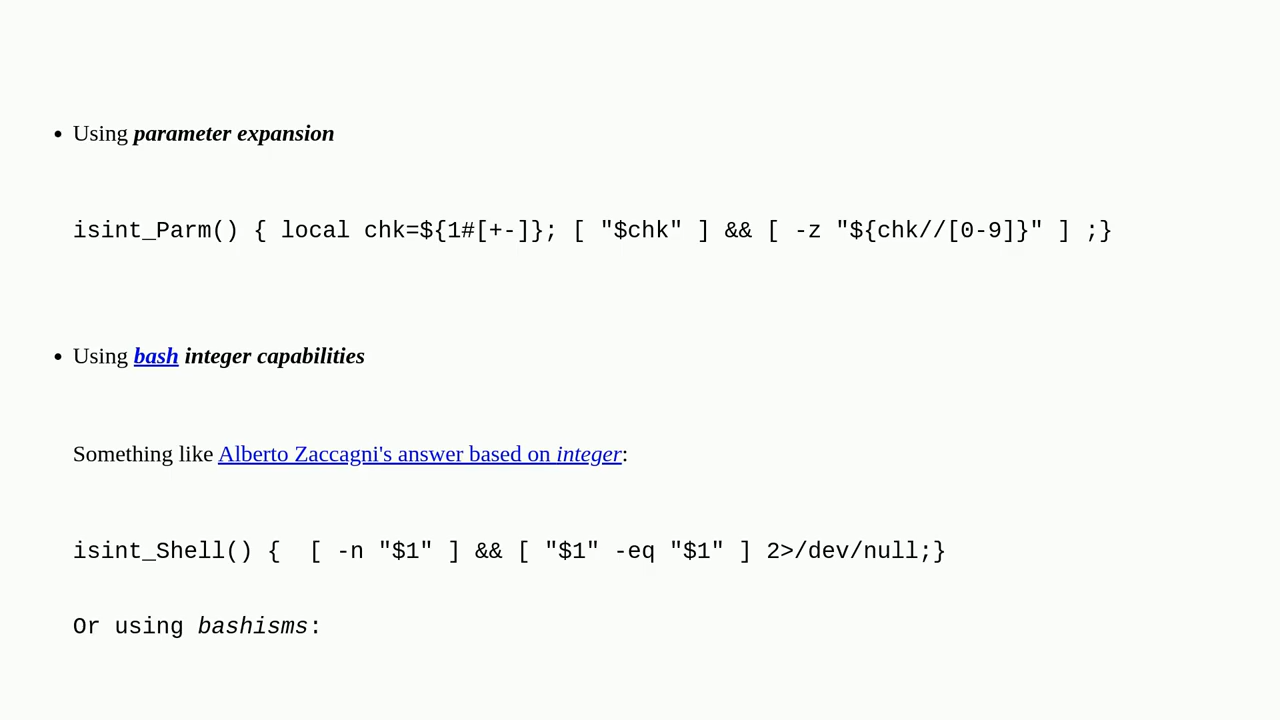 • Using parameter expansion
isint_Parm() { local chk=${1#[+-]}; [ "$chk" ] && [ -z "${chk//[0-9]}" ] ;}
• Using bash integer capabilities
Something like Alberto Zaccagni's answer based on integer:
isint_Shell() {  [ -n "$1" ] && [ "$1" -eq "$1" ] 2>/dev/null;}
Or using bashisms: